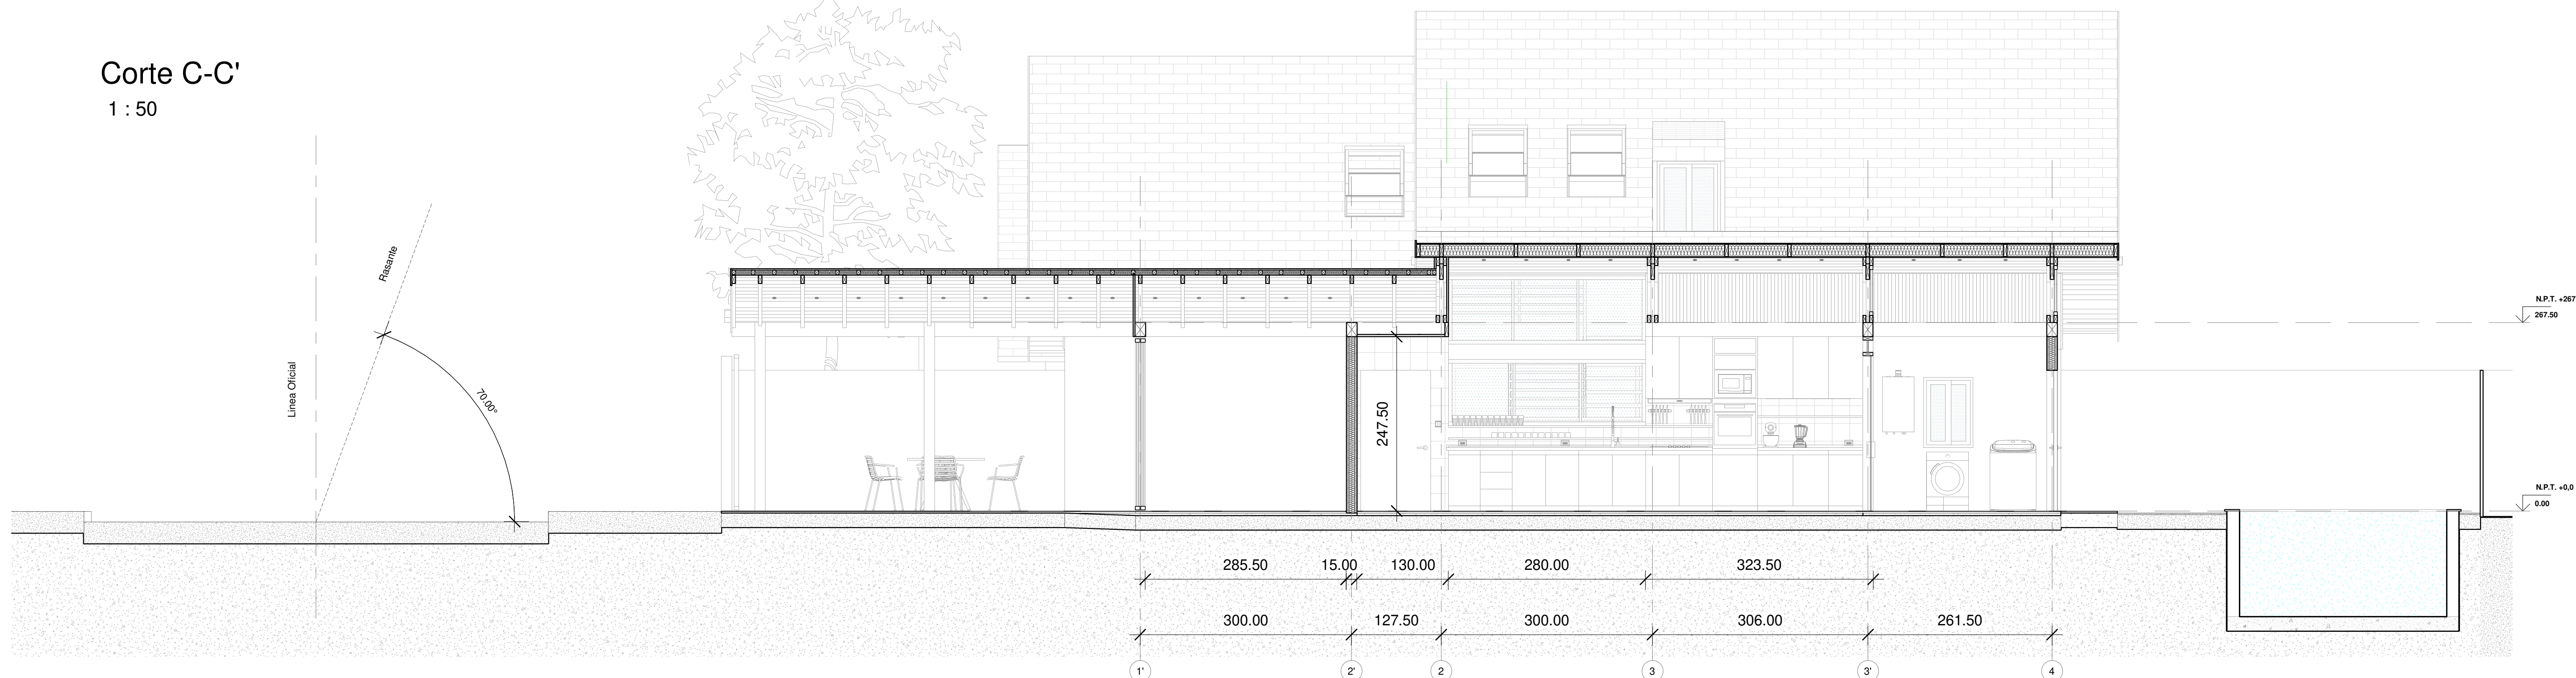 Corte C-C'
1 : 50
Rasante
Linea Oficial
70.00°
N.P.T. +267
267.50
247.50
N.P.T. +0,0
0.00
285.50 15.00 130.00 280.00 323.50
300.00 127.50 300.00 306.00 261.50
1' 2' 2 3 3' 4